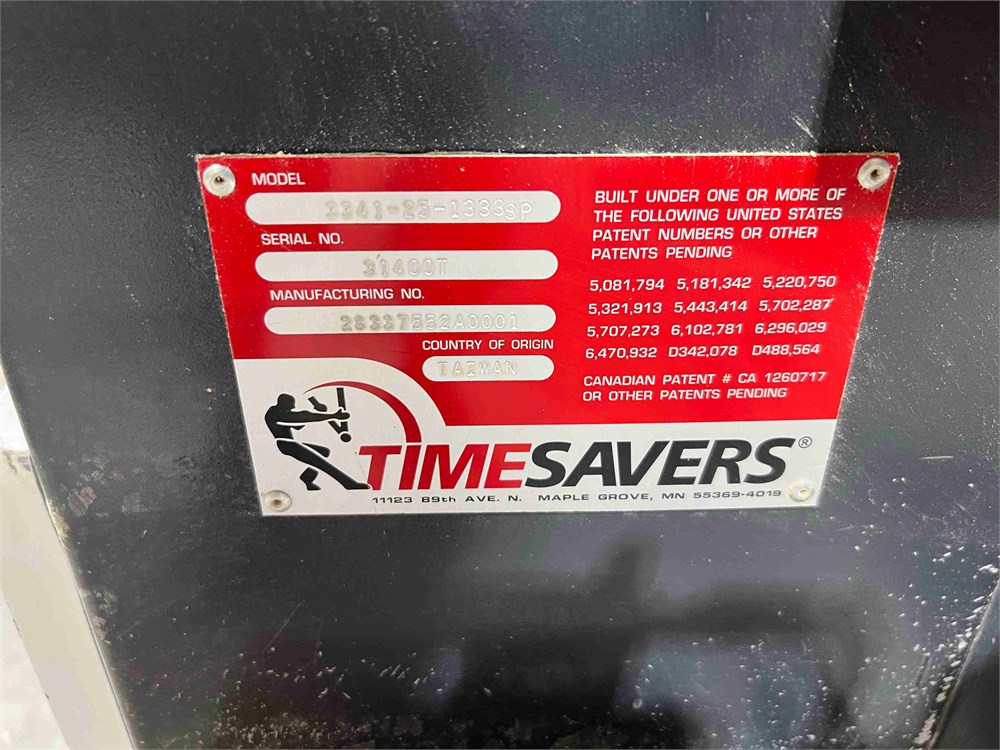 MODEL
3341-25-1333SP
SERIAL NO.
31400T
MANUFACTURING NO.
28337552A0001
COUNTRY OF ORIGIN
TAIWAN
BUILT UNDER ONE OR MORE OF
THE FOLLOWING UNITED STATES
PATENT NUMBERS OR OTHER
PATENTS PENDING
5,081,794 5,181,342 5,220,750
5,321,913 5,443,414 5,702,287
5,707,273 6,102,781 6,296,029
6,470,932 D342,078 D488,564
CANADIAN PATENT # CA 1260717
OR OTHER PATENTS PENDING
TIMESAVERS®
11123 89th AVE. N. MAPLE GROVE, MN 55369-4019